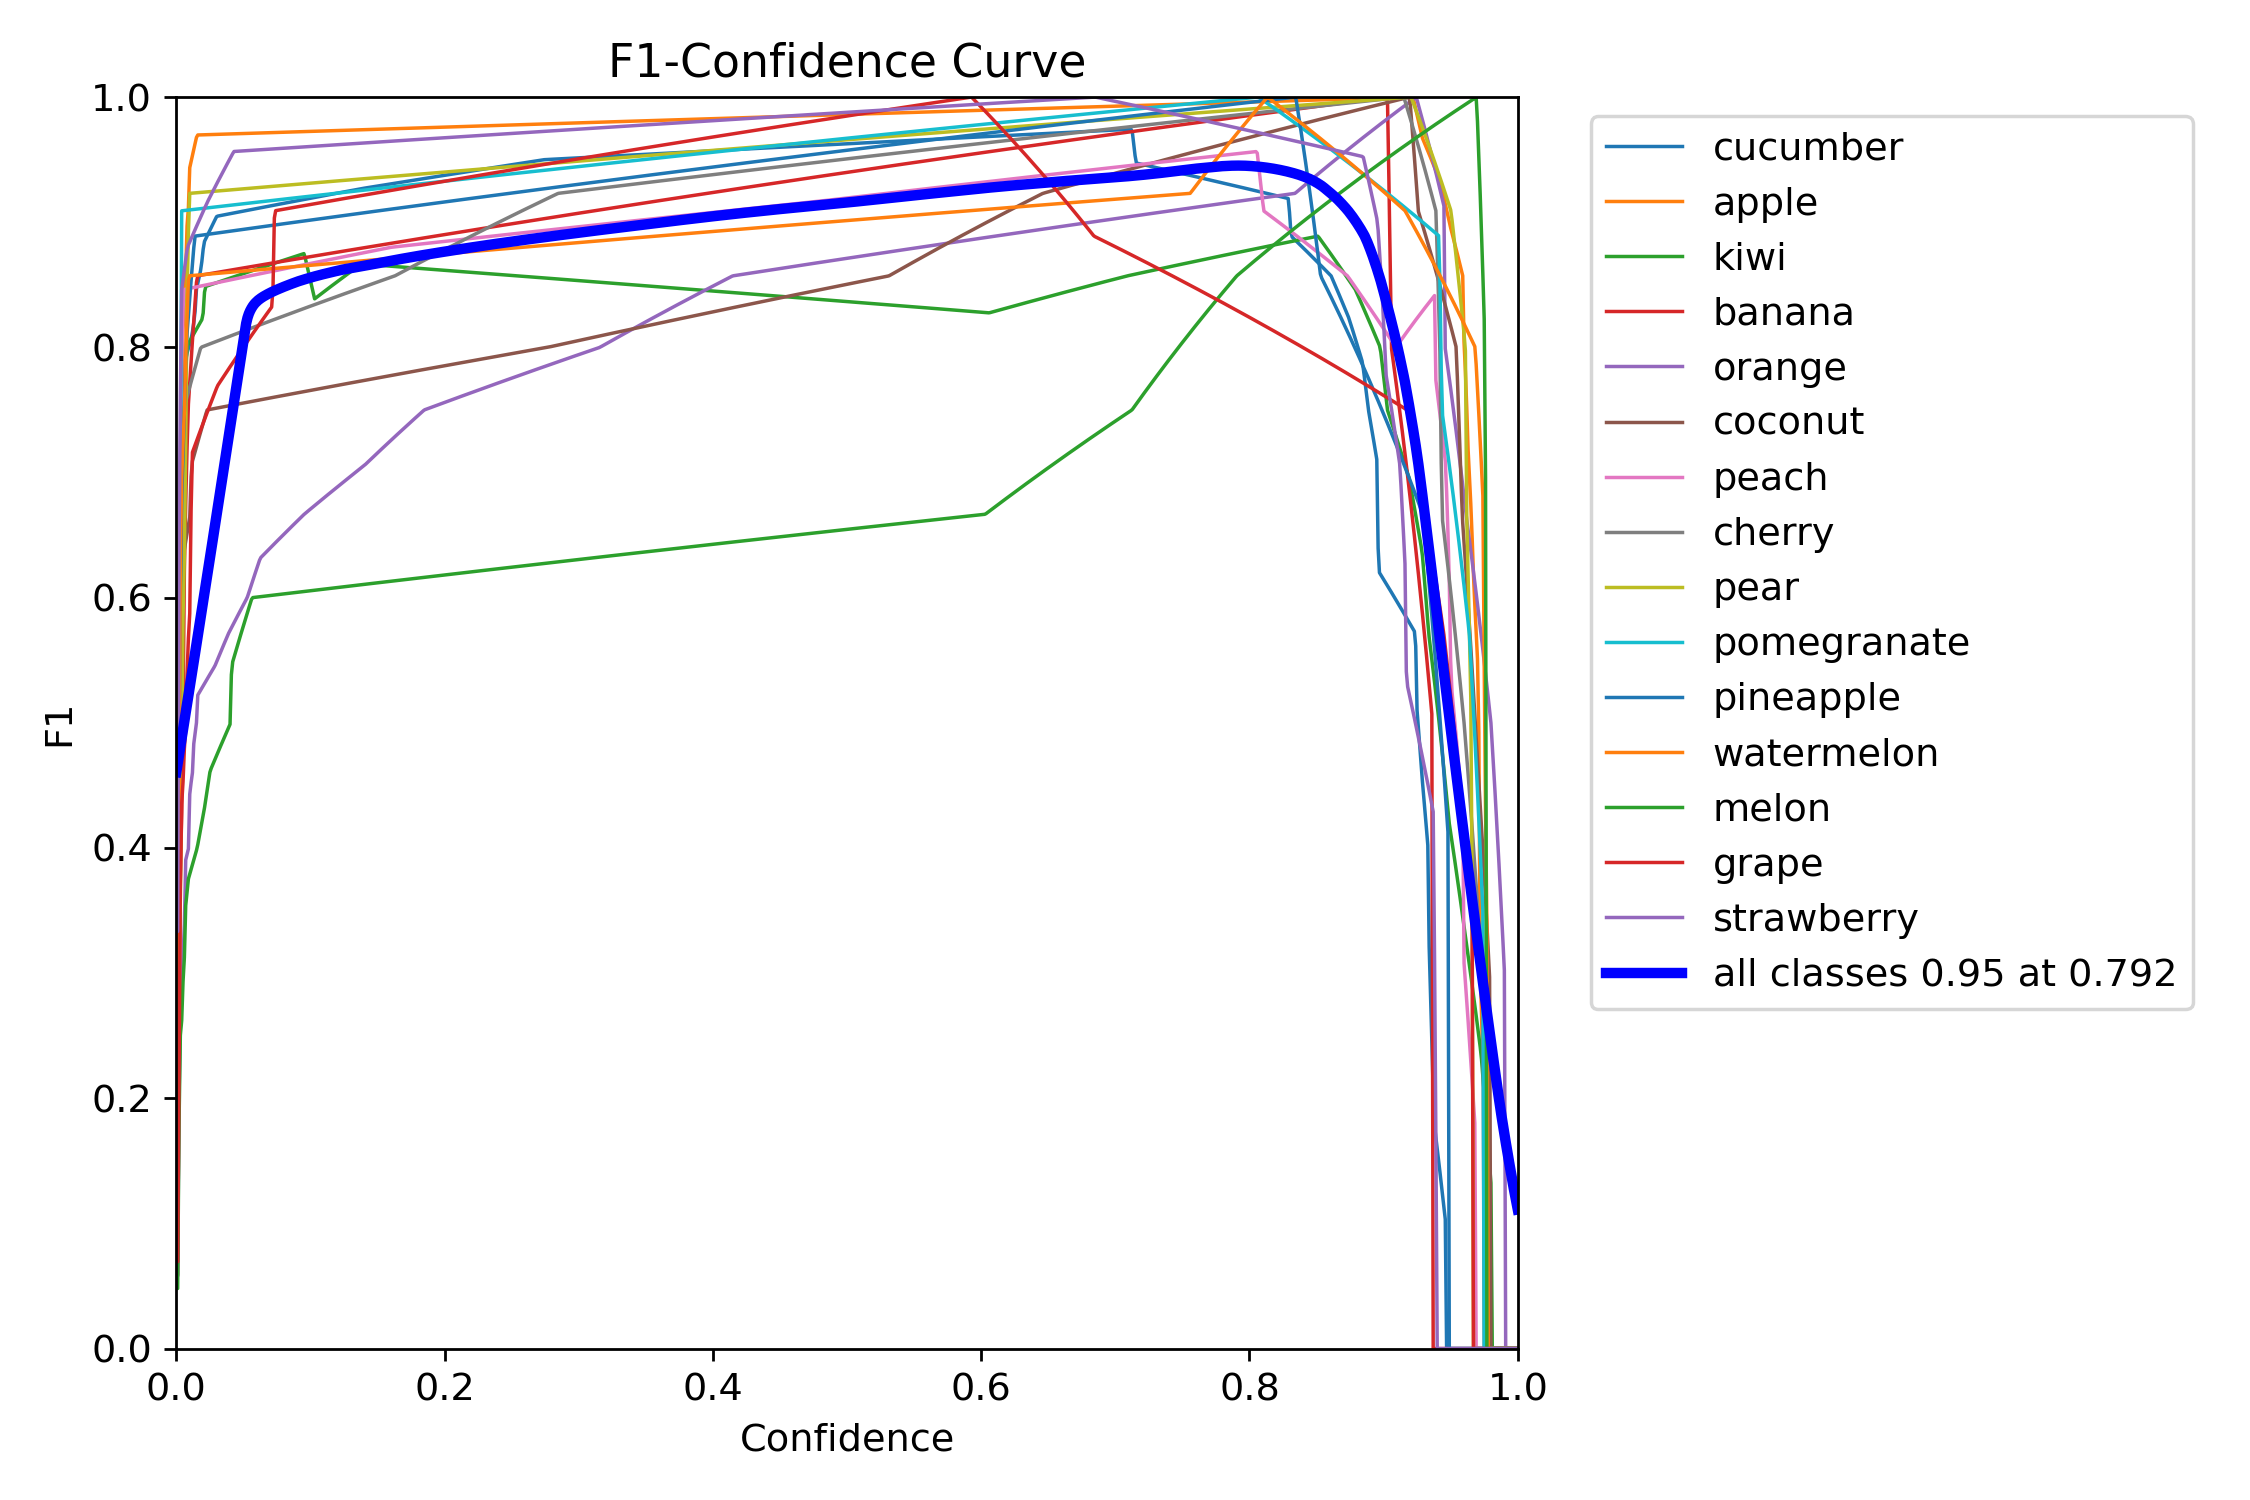 F1-Confidence Curve
1.0
0.8
0.6
0.4
0.2
0.0
F1
0.0 0.2 0.4 0.6 0.8 1.0
Confidence
cucumber
apple
kiwi
banana
orange
coconut
peach
cherry
pear
pomegranate
pineapple
watermelon
melon
grape
strawberry
all classes 0.95 at 0.792